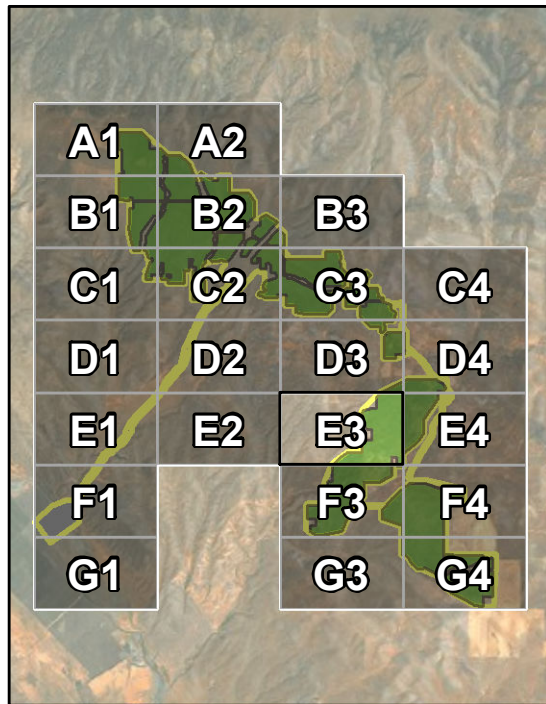 A1 A2
B1 B2 B3
C1 C2 C3 C4
D1 D2 D3 D4
E1 E2 E3 E4
F1 F3 F4
G1 G3 G4